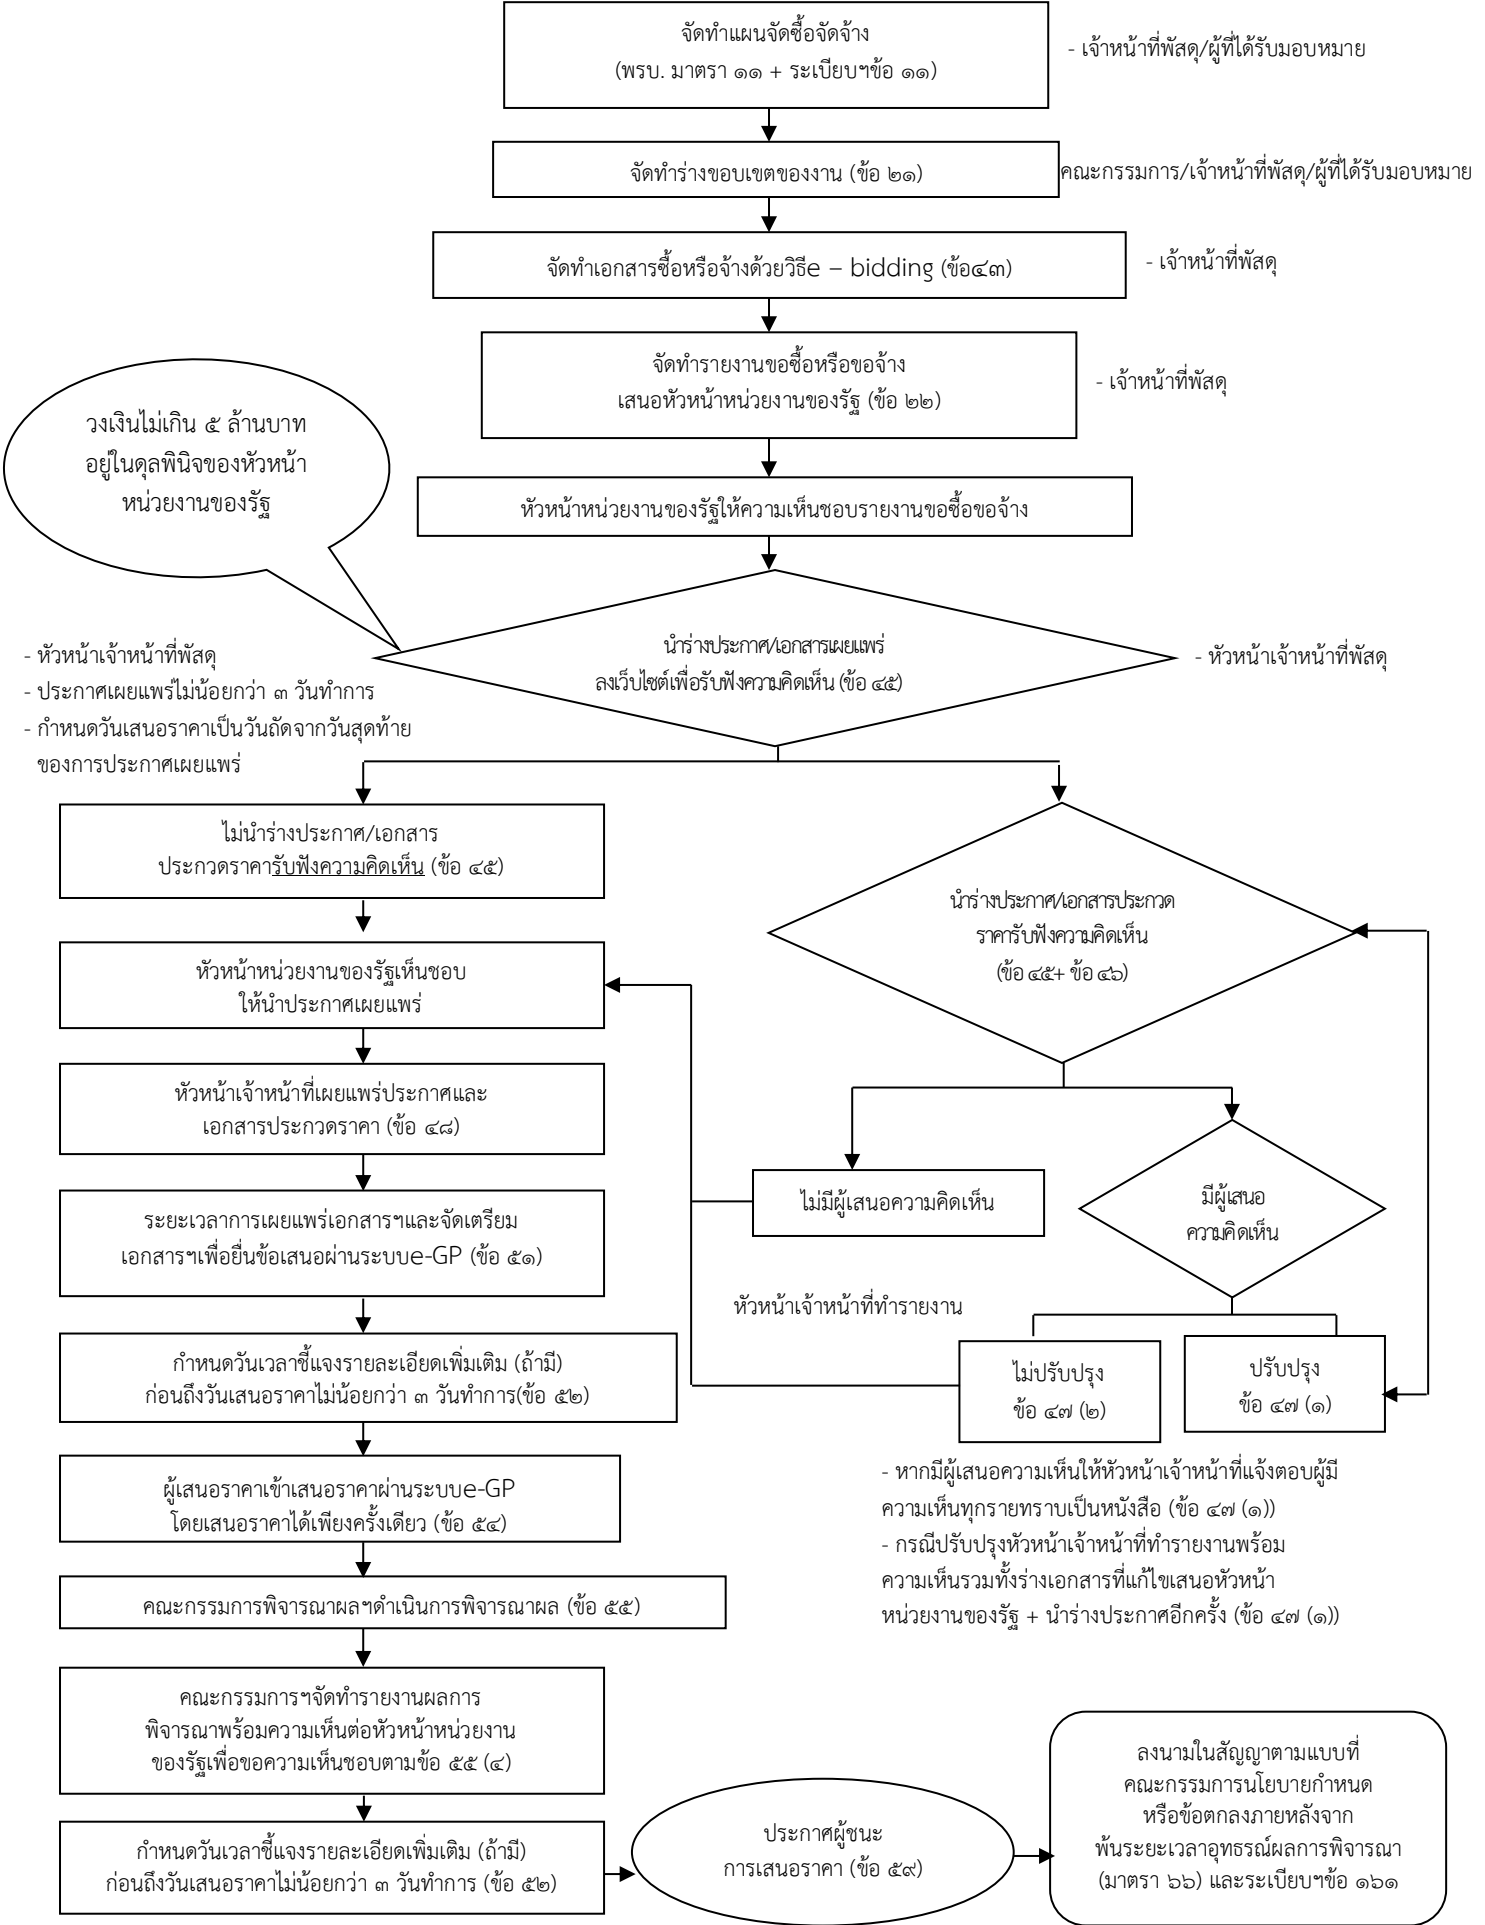 จัดทำแผนจัดซื้อจัดจ้าง
(พรบ. มาตรา ๑๑ + ระเบียบฯข้อ ๑๑)
- เจ้าหน้าที่พัสดุ/ผู้ที่ได้รับมอบหมาย
จัดทำร่างขอบเขตของงาน (ข้อ ๒๑)
คณะกรรมการ/เจ้าหน้าที่พัสดุ/ผู้ที่ได้รับมอบหมาย
จัดทำเอกสารซื้อหรือจ้างด้วยวิธีe – bidding (ข้อ๔๓)
- เจ้าหน้าที่พัสดุ
จัดทำรายงานขอซื้อหรือขอจ้าง
เสนอหัวหน้าหน่วยงานของรัฐ (ข้อ ๒๒)
- เจ้าหน้าที่พัสดุ
วงเงินไม่เกิน ๕ ล้านบาท
อยู่ในดุลพินิจของหัวหน้า
หน่วยงานของรัฐ
หัวหน้าหน่วยงานของรัฐให้ความเห็นชอบรายงานขอซื้อขอจ้าง
นำร่างประกาศ/เอกสารเผยแพร่
ลงเว็บไซต์เพื่อรับฟังความคิดเห็น (ข้อ ๔๕)
- หัวหน้าเจ้าหน้าที่พัสดุ
- หัวหน้าเจ้าหน้าที่พัสดุ
- ประกาศเผยแพร่ไม่น้อยกว่า ๓ วันทำการ
- กำหนดวันเสนอราคาเป็นวันถัดจากวันสุดท้าย
ของการประกาศเผยแพร่
ไม่นำร่างประกาศ/เอกสาร
ประกวดราคารับฟังความคิดเห็น (ข้อ ๔๕)
นำร่างประกาศ/เอกสารประกวด
ราคารับฟังความคิดเห็น
(ข้อ ๔๕+ ข้อ ๔๖)
หัวหน้าหน่วยงานของรัฐเห็นชอบ
ให้นำประกาศเผยแพร่
หัวหน้าเจ้าหน้าที่เผยแพร่ประกาศและ
เอกสารประกวดราคา (ข้อ ๔๘)
ไม่มีผู้เสนอความคิดเห็น
มีผู้เสนอ
ความคิดเห็น
ระยะเวลาการเผยแพร่เอกสารฯและจัดเตรียม
เอกสารฯเพื่อยื่นข้อเสนอผ่านระบบe-GP (ข้อ ๕๑)
หัวหน้าเจ้าหน้าที่ทำรายงาน
กำหนดวันเวลาชี้แจงรายละเอียดเพิ่มเติม (ถ้ามี)
ก่อนถึงวันเสนอราคาไม่น้อยกว่า ๓ วันทำการ(ข้อ ๕๒)
ไม่ปรับปรุง
ข้อ ๔๗ (๒)
ปรับปรุง
ข้อ ๔๗ (๑)
ผู้เสนอราคาเข้าเสนอราคาผ่านระบบe-GP
โดยเสนอราคาได้เพียงครั้งเดียว (ข้อ ๕๔)
- หากมีผู้เสนอความเห็นให้หัวหน้าเจ้าหน้าที่แจ้งตอบผู้มี
ความเห็นทุกรายทราบเป็นหนังสือ (ข้อ ๔๗ (๑))
- กรณีปรับปรุงหัวหน้าเจ้าหน้าที่ทำรายงานพร้อม
ความเห็นรวมทั้งร่างเอกสารที่แก้ไขเสนอหัวหน้า
หน่วยงานของรัฐ + นำร่างประกาศอีกครั้ง (ข้อ ๔๗ (๑))
คณะกรรมการพิจารณาผลฯดำเนินการพิจารณาผล (ข้อ ๕๕)
คณะกรรมการฯจัดทำรายงานผลการ
พิจารณาพร้อมความเห็นต่อหัวหน้าหน่วยงาน
ของรัฐเพื่อขอความเห็นชอบตามข้อ ๕๕ (๔)
กำหนดวันเวลาชี้แจงรายละเอียดเพิ่มเติม (ถ้ามี)
ก่อนถึงวันเสนอราคาไม่น้อยกว่า ๓ วันทำการ (ข้อ ๕๒)
ประกาศผู้ชนะ
การเสนอราคา (ข้อ ๕๙)
ลงนามในสัญญาตามแบบที่
คณะกรรมการนโยบายกำหนด
หรือข้อตกลงภายหลังจาก
พ้นระยะเวลาอุทธรณ์ผลการพิจารณา
(มาตรา ๖๖) และระเบียบฯข้อ ๑๖๑